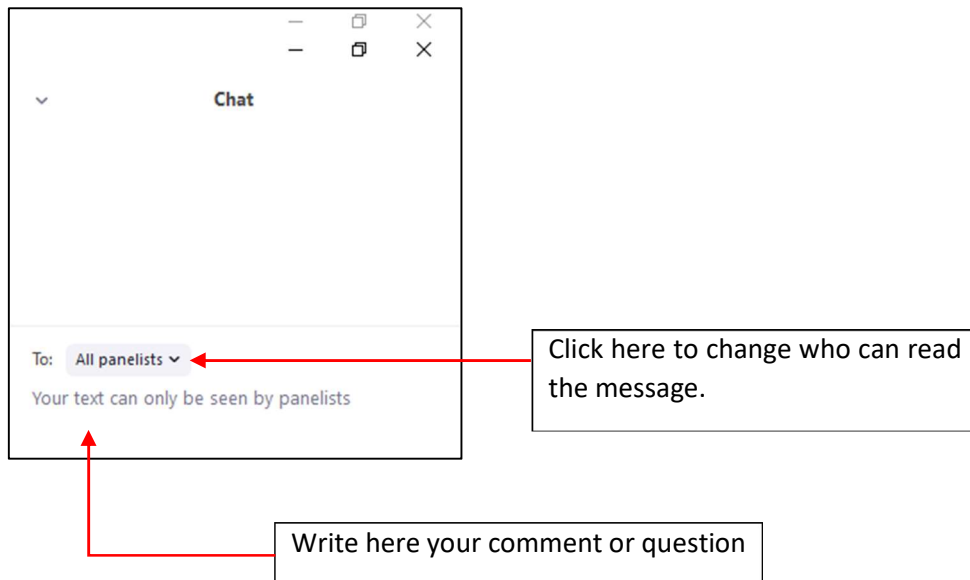 Chat
To: All panelists
Your text can only be seen by panelists
Click here to change who can read
the message.
Write here your comment or question